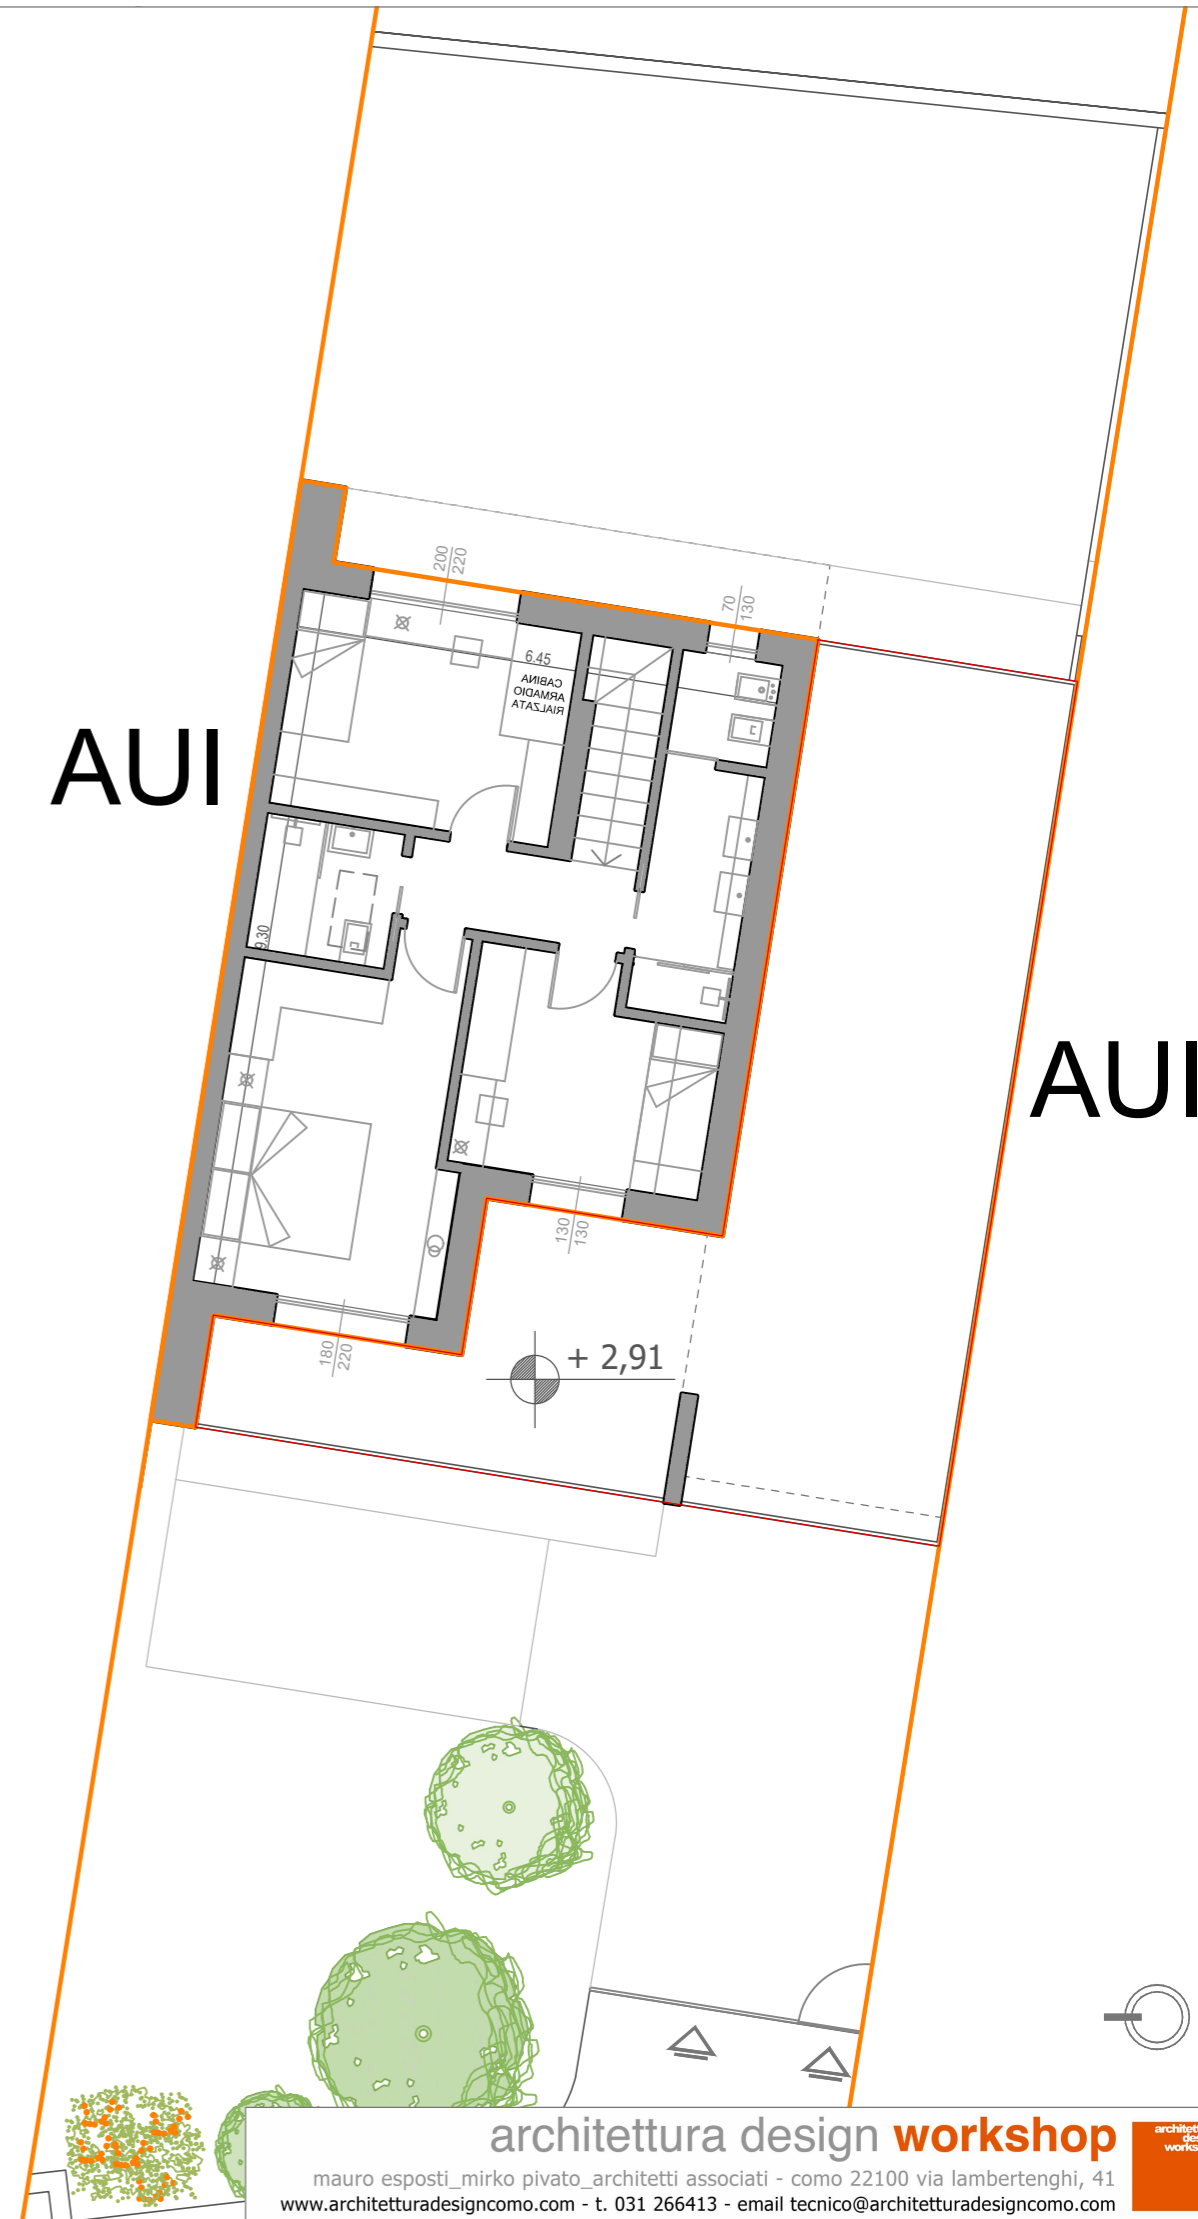 200
220
70
130
6.45
CABINA
ARMADIO
RIALZATA
AUI
9.30
AUI
130
130
+ 2,91
180
220
architettura design workshop
mauro esposti_mirko pivato_architetti associati - como 22100 via lambertenghi, 41
www.architetturadesigncomo.com - t. 031 266413 - email tecnico@architetturadesigncomo.com